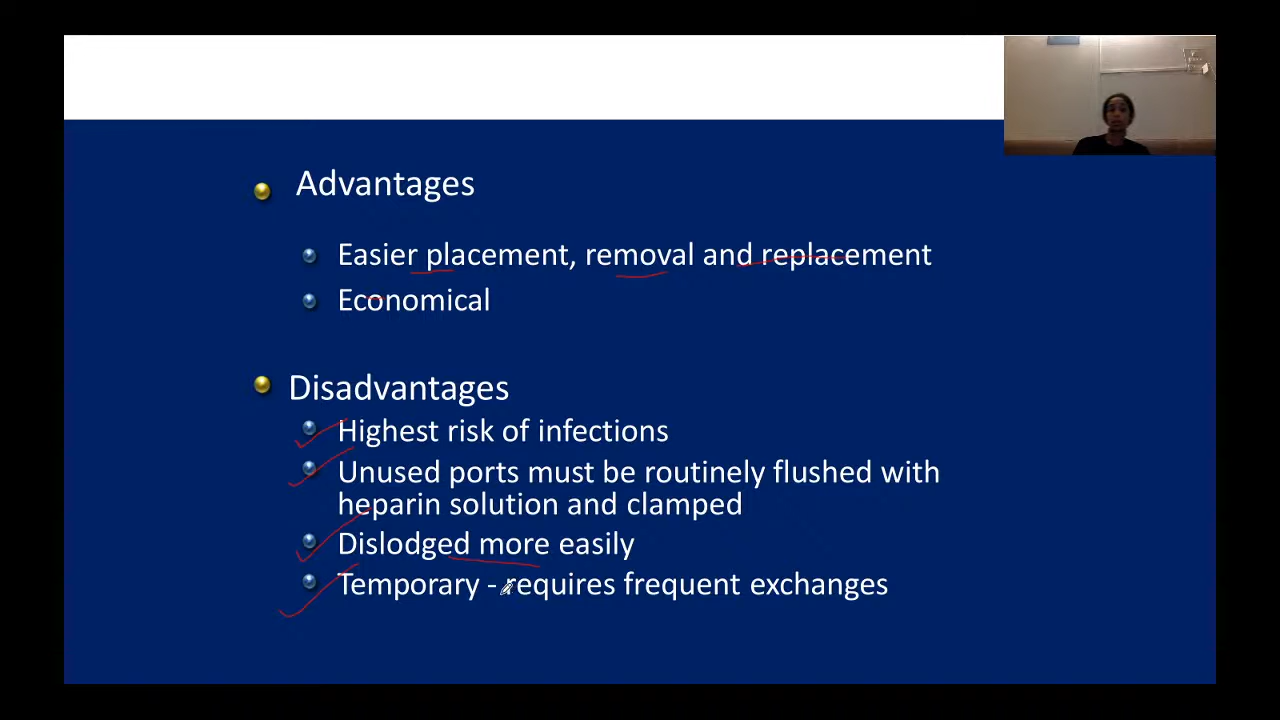 Advantages
Easier placement, removal and replacement
Economical
Disadvantages
Highest risk of infections
Unused ports must be routinely flushed with
heparin solution and clamped
Dislodged more easily
Temporary - requires frequent exchanges